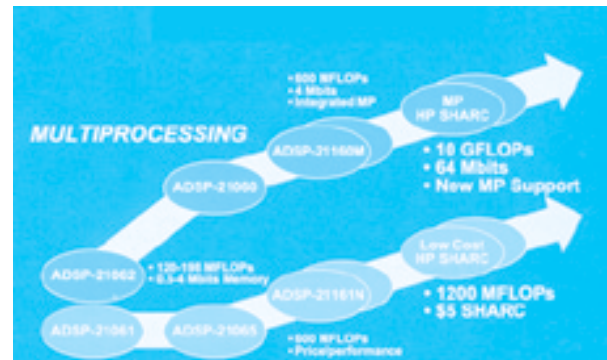 • 600 MFLOPs
• 4 Mbits
• Integrated MP
MP
HP SHARC
MULTIPROCESSING
ADSP-21160M
• 10 GFLOPs
• 64 Mbits
• New MP Support
ADSP-21060
Low Cost
HP SHARC
ADSP-21062
• 120-198 MFLOPs
• 0.5-4 Mbits Memory
ADSP-21161N
• 1200 MFLOPs
• $5 SHARC
ADSP-21061
ADSP-21065
• 600 MFLOPs
• Price/performance